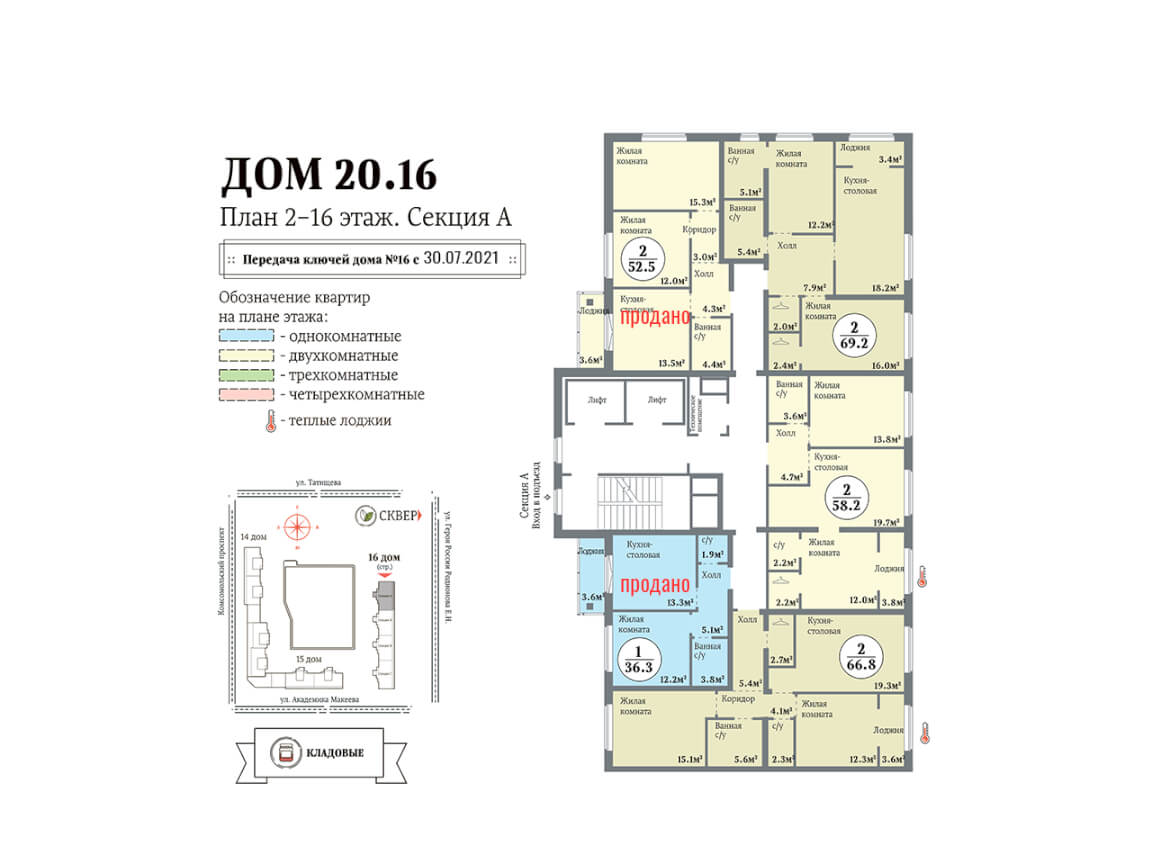 ДОМ 20.16
План 2–16 этаж. Секция А
:: Передача ключей дома №16 с 30.07.2021 ::
Обозначение квартир
на плане этажа:
- однокомнатные
- двухкомнатные
- трехкомнатные
- четырехкомнатные
- теплые лоджии
ул. Татищева
Комсомольский проспект
ул. Героя России Родионова Е.Н.
СКВЕР
14 дом
16 дом
(стр.)
15 дом
ул. Академика Макеева
КЛАДОВЫЕ
Жилая
комната
15.3м²
Жилая
комната
2
52.5
12.0м²
Коридор
3.0м²
Холл
4.3м²
Кухня-
столовая
продано
13.5м²
Лоджия
3.6м²
Ванная
с/у
4.4м²
Ванная
с/у
5.1м²
Ванная
с/у
5.4м²
Жилая
комната
12.2м²
Лоджия
3.4м²
Кухня-
столовая
18.2м²
Холл
7.9м²
2.0м²
2.4м²
Жилая
комната
2
69.2
16.0м²
Лифт
Лифт
Техническое
помещение
Секция А
Вход в подъезд
Ванная
с/у
3.6м²
Жилая
комната
13.8м²
Холл
4.7м²
Кухня-
столовая
2
58.2
19.7м²
с/у
2.2м²
2.2м²
Жилая
комната
12.0м²
Лоджия
3.8м²
Лоджия
3.6м²
Кухня-
столовая
продано
13.3м²
с/у
1.9м²
Холл
5.1м²
Жилая
комната
1
36.3
12.2м²
Ванная
с/у
3.8м²
Холл
5.4м²
2.7м²
Кухня-
столовая
2
66.8
19.3м²
Жилая
комната
15.1м²
Коридор
4.1м²
Ванная
с/у
5.6м²
с/у
2.3м²
Жилая
комната
12.3м²
Лоджия
3.6м²